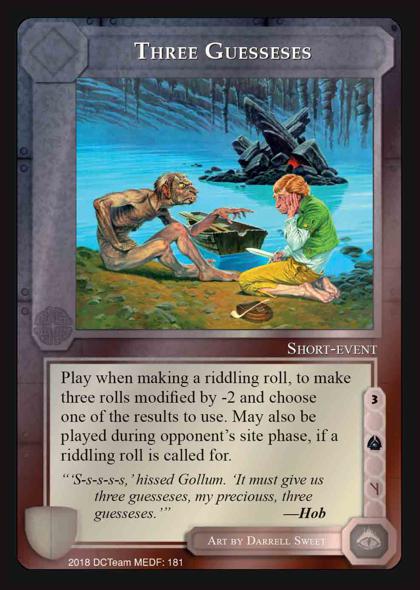 THREE GUESSESES
SHORT-EVENT
Play when making a riddling roll, to make
three rolls modified by -2 and choose
one of the results to use. May also be
played during opponent's site phase, if a
riddling roll is called for.
3
"'S-s-s-s-s,' hissed Gollum. 'It must give us
three guesseses, my preciouss, three
guesseses.'" —Hob
ART BY DARRELL SWEET
2018 DCTeam MEDF: 181